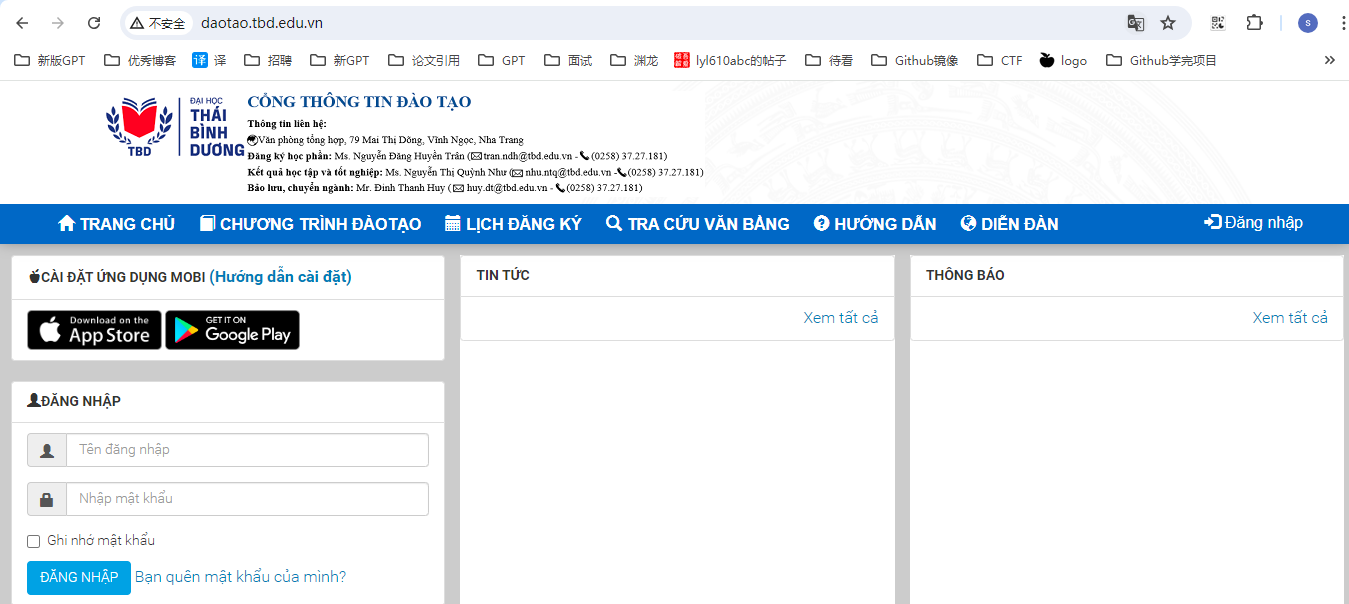 不安全 daotao.tbd.edu.vn S
新版GPT 优秀博客 译 译 招聘 新GPT 论文引用 GPT 面试 渊龙 lyl610abc的帖子 待看 Github镜像 CTF logo Github学完项目 »
ĐẠI HỌC
THÁI
BÌNH
DƯƠNG
TBD
CỔNG THÔNG TIN ĐÀO TẠO
Thông tin liên hệ:
Văn phòng tổng hợp, 79 Mai Thị Dõng, Vĩnh Ngọc, Nha Trang
Đăng ký học phần: Ms. Nguyễn Đăng Huyền Trân (tran.ndh@tbd.edu.vn - (0258) 37.27.181)
Kết quả học tập và tốt nghiệp: Ms. Nguyễn Thị Quỳnh Như (nhu.ntq@tbd.edu.vn -(0258) 37.27.181)
Bảo lưu, chuyển ngành: Mr. Đinh Thanh Huy ( huy.dt@tbd.edu.vn - (0258) 37.27.181)
TRANG CHỦ CHƯƠNG TRÌNH ĐÀOTẠO LỊCH ĐĂNG KÝ TRA CỨU VĂN BẰNG HƯỚNG DẪN DIỄN ĐÀN Đăng nhập
CÀI ĐẶT ỨNG DỤNG MOBI (Hướng dẫn cài đặt)
Download on the
App Store
GET IT ON
Google Play
ĐĂNG NHẬP
Tên đăng nhập
Nhập mật khẩu
Ghi nhớ mật khẩu
ĐĂNG NHẬP Bạn quên mật khẩu của mình?
TIN TỨC
Xem tất cả
THÔNG BÁO
Xem tất cả